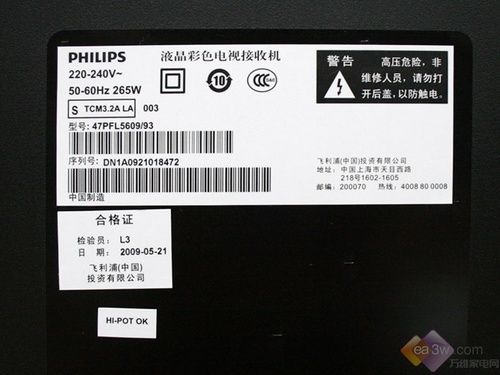 PHILIPS
液晶彩色电视接收机
220-240V~
50-60Hz 265W
10
S TCM3.2A LA 003
型号: 47PFL5609/93
序列号: DN1A0921018472
中国制造
警告
高压危险，非
维修人员，请勿打
开后盖，以防触电。
飞利浦(中国)投资有限公司
地址: 中国上海市天目西路
218号1602-1605
邮编: 200070 热线: 4008 80 0008
合格证
检验员: L3
日 期: 2009-05-21
飞利浦(中国)
投资有限公司
HI-POT OK
ea3w.com
万维家电网